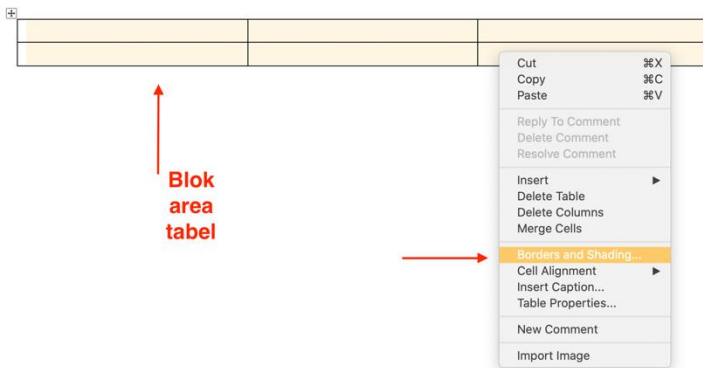 Cut ⌘X
Copy ⌘C
Paste ⌘V
Reply To Comment
Delete Comment
Resolve Comment
Insert ▶
Delete Table
Delete Columns
Merge Cells
Borders and Shading...
Cell Alignment ▶
Insert Caption...
Table Properties...
New Comment
Import Image
Blok
area
tabel